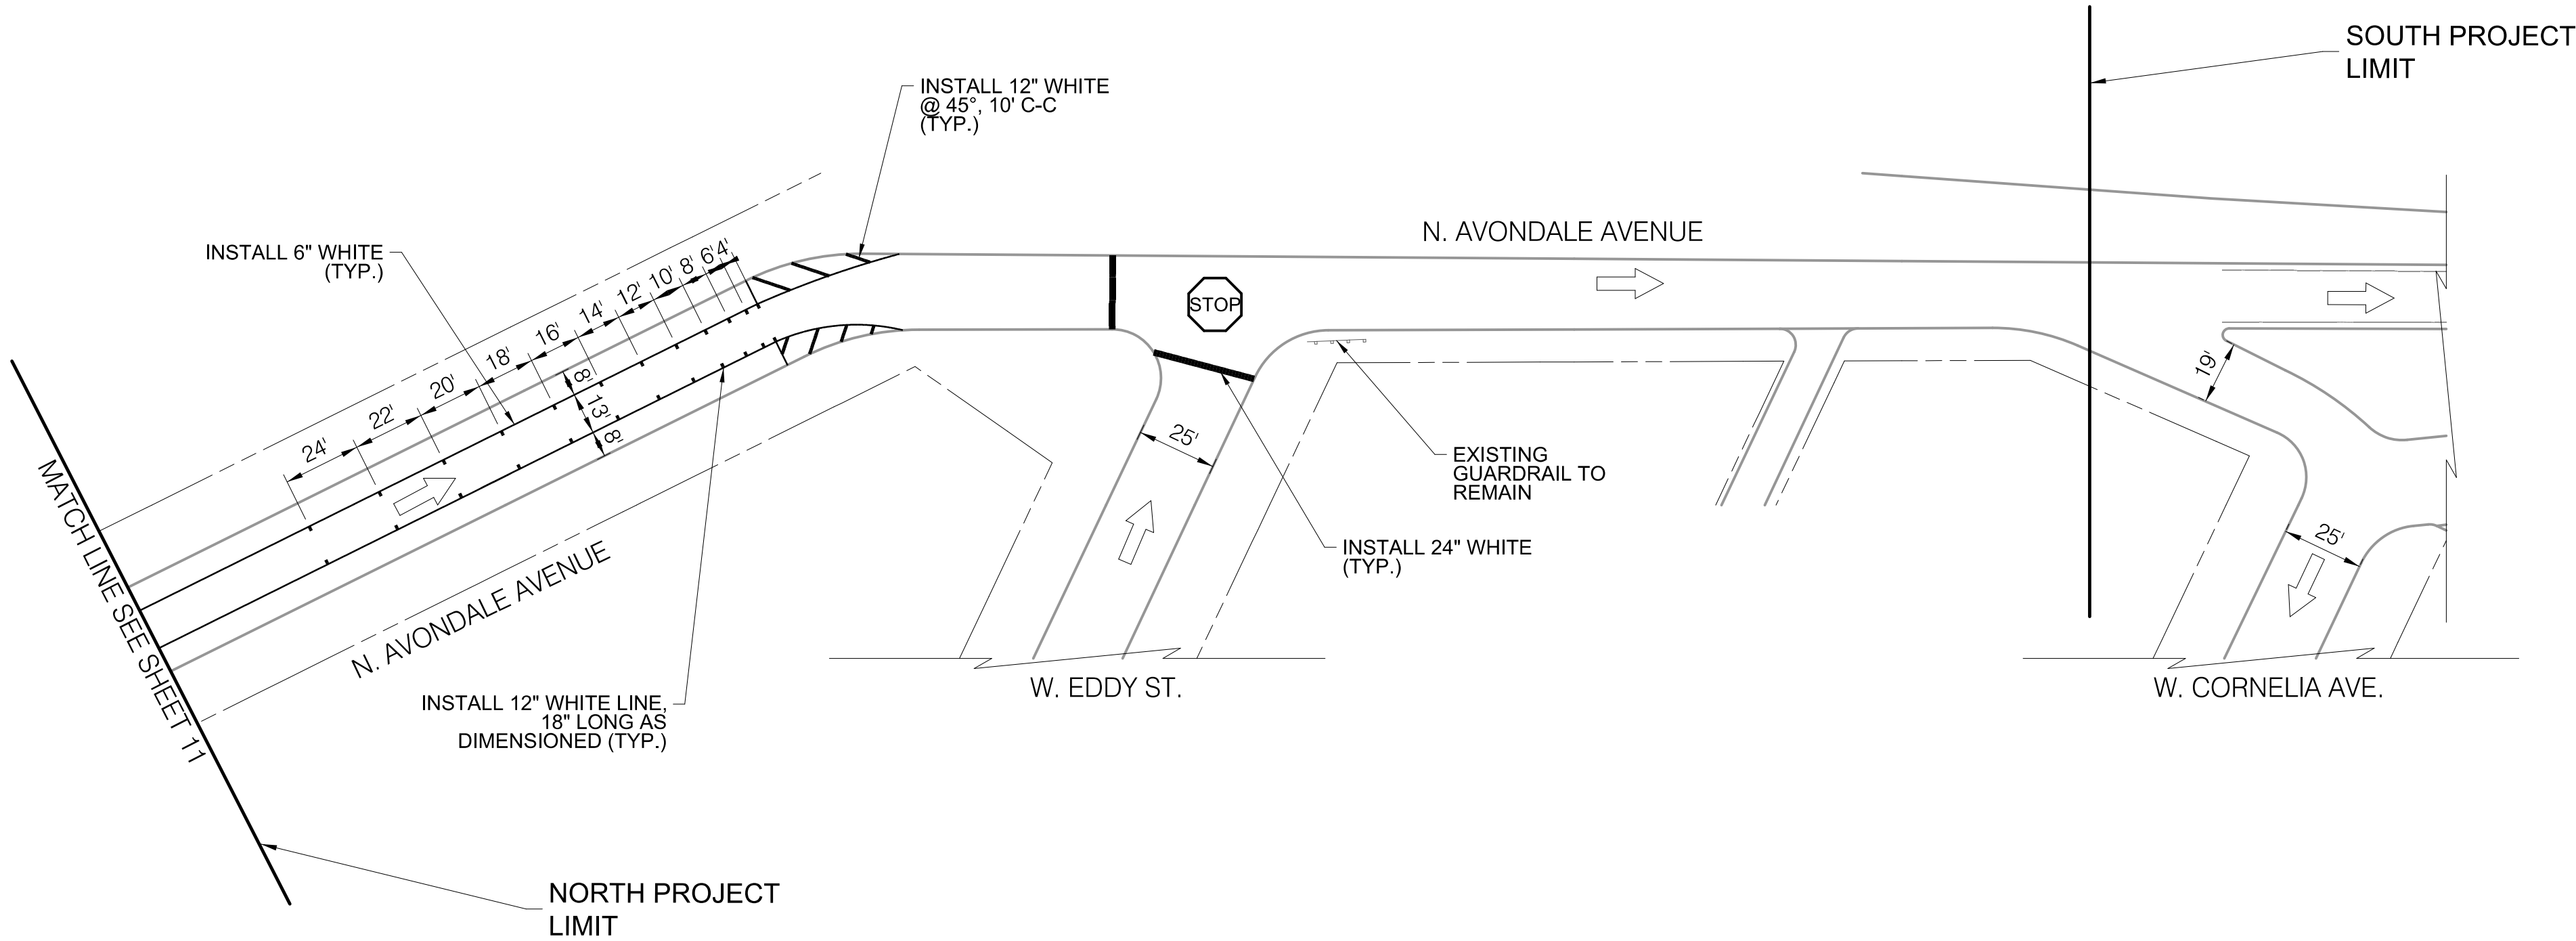 SOUTH PROJECT
LIMIT
INSTALL 12" WHITE
@ 45°, 10' C-C
(TYP.)
N. AVONDALE AVENUE
INSTALL 6" WHITE
(TYP.)
24'
22'
20'
18'
16'
14'
12'
10'
8'
6'
4'
8'
13'
8'
STOP
19'
25'
EXISTING
GUARDRAIL TO
REMAIN
INSTALL 24" WHITE
(TYP.)
25'
MATCH LINE SEE SHEET 11
N. AVONDALE AVENUE
INSTALL 12" WHITE LINE,
18" LONG AS
DIMENSIONED (TYP.)
W. EDDY ST.
W. CORNELIA AVE.
NORTH PROJECT
LIMIT